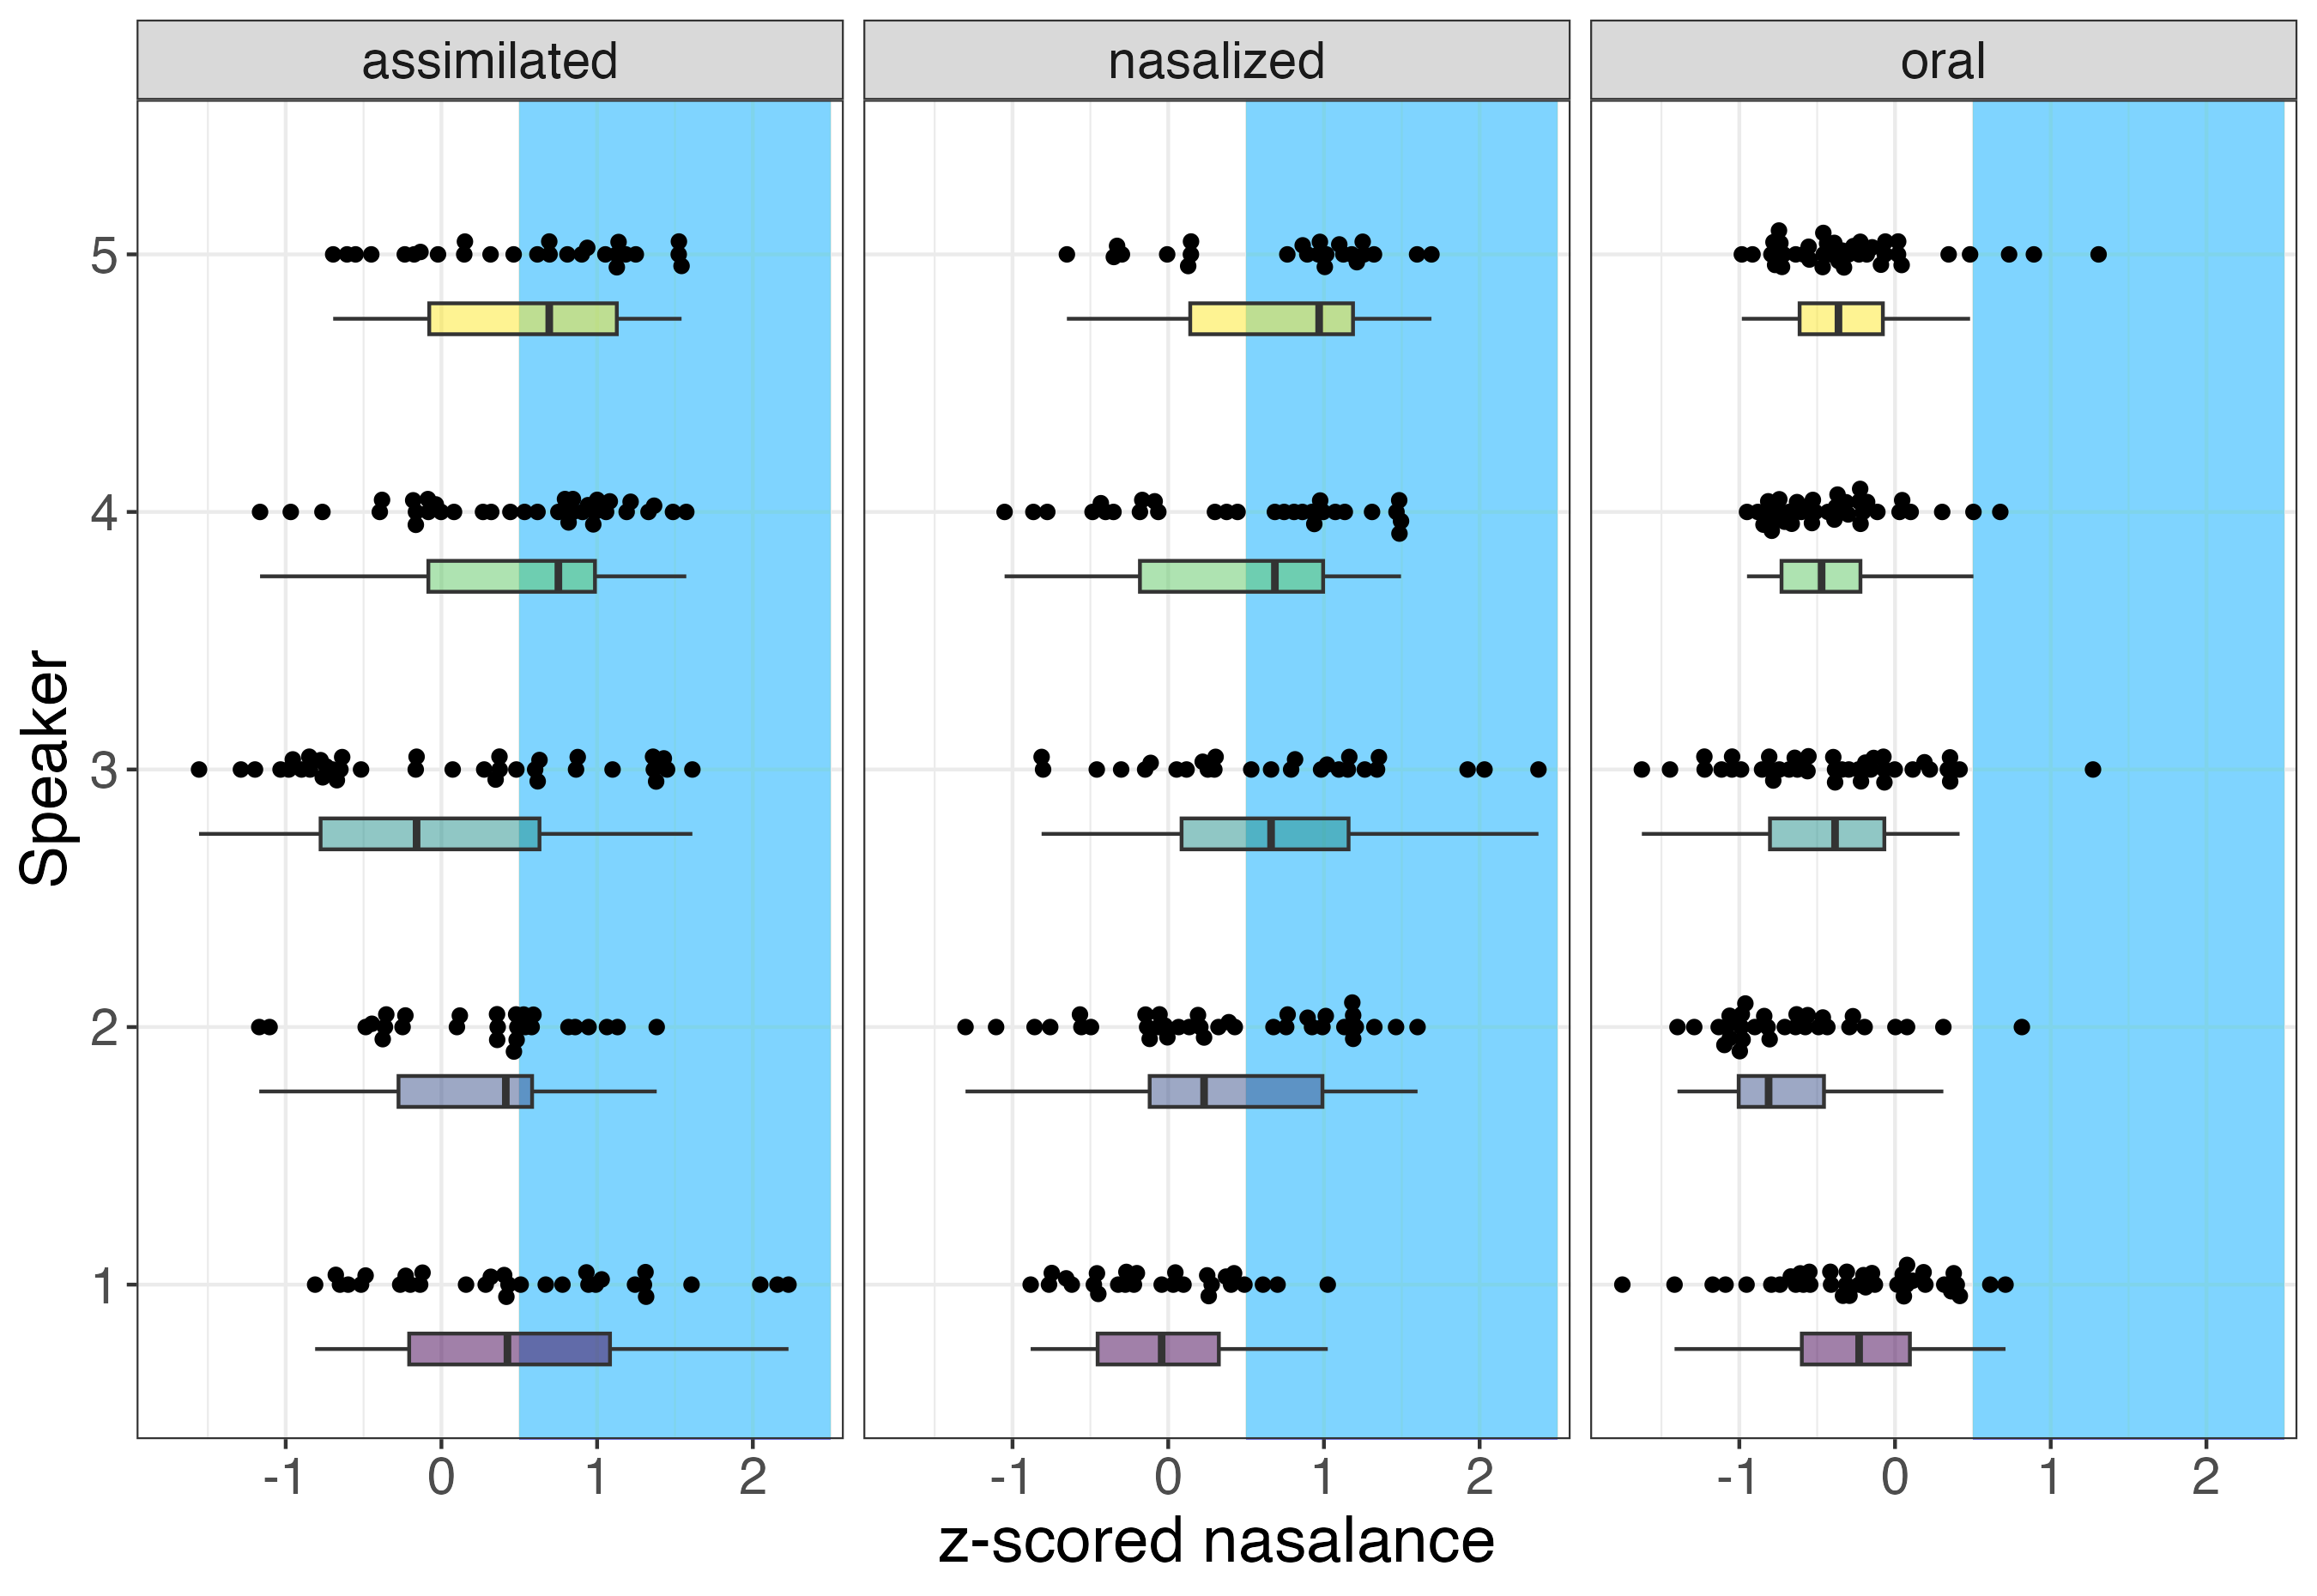 assimilated nasalized oral
Speaker
5
4
3
2
1
-1 0 1 2 -1 0 1 2 -1 0 1 2
z-scored nasalance